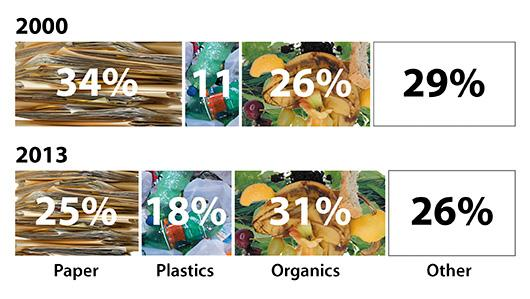 2000
34% 11 26% 29%
2013
25% 18% 31% 26%
Paper Plastics Organics Other